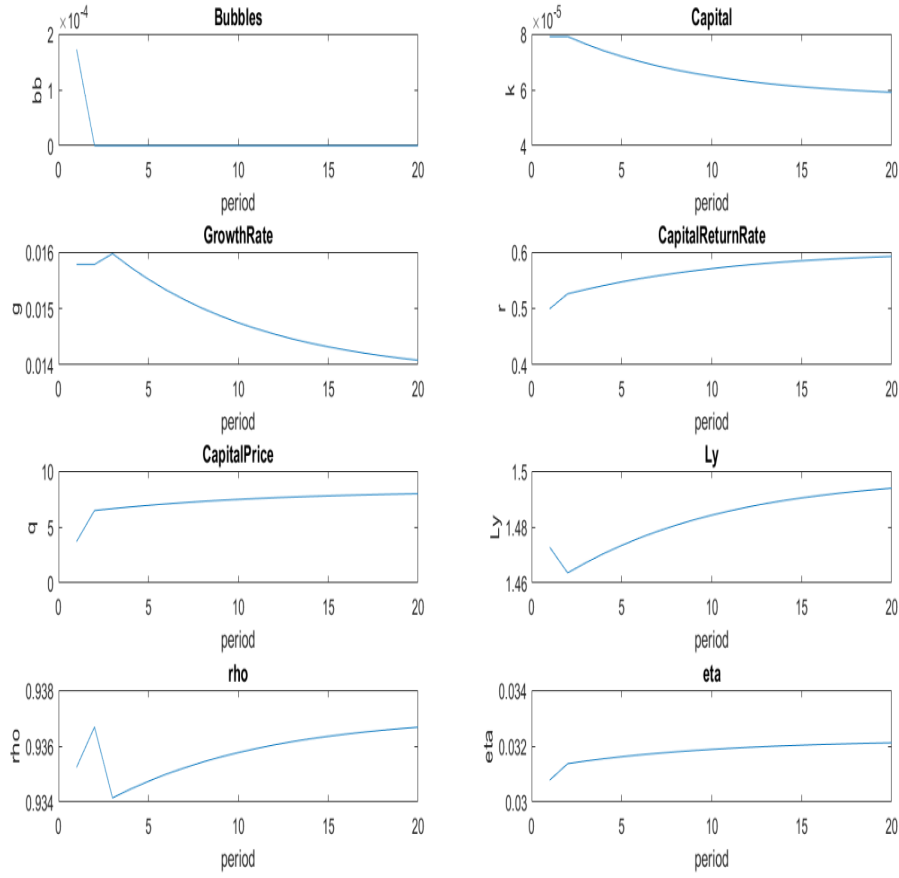 Bubbles
×10-4
2
1
0
bb
0 5 10 15 20
period
Capital
×10-5
8
6
4
k
0 5 10 15 20
period
GrowthRate
0.016
0.015
0.014
g
0 5 10 15 20
period
CapitalReturnRate
0.6
0.5
0.4
r
0 5 10 15 20
period
CapitalPrice
10
5
0
q
0 5 10 15 20
period
Ly
1.5
1.48
1.46
Ly
0 5 10 15 20
period
rho
0.938
0.936
0.934
rho
0 5 10 15 20
period
eta
0.034
0.032
0.03
eta
0 5 10 15 20
period